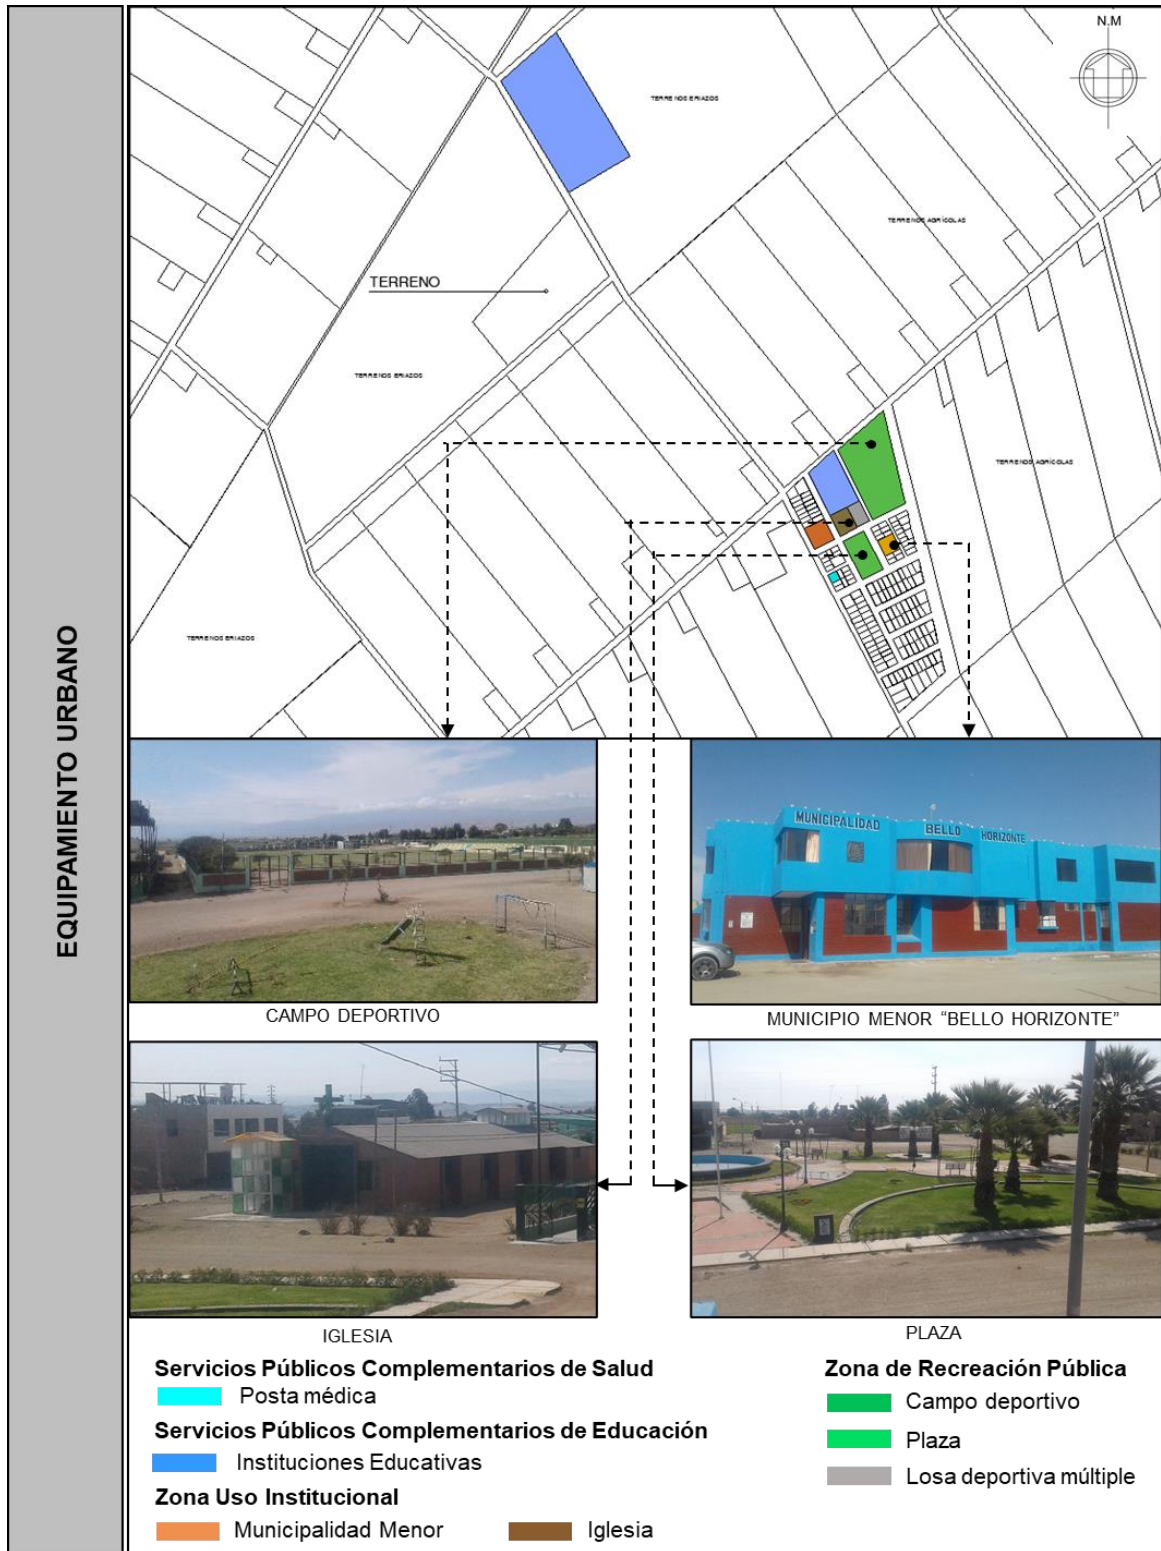 EQUIPAMIENTO URBANO
N.M
TERRENOS ERIAZOS
TERRENOS AGRÍCOLAS
TERRENO
TERRENOS ERIAZOS
TERRENOS AGRÍCOLAS
TERRENOS ERIAZOS
MUNICIPALIDAD BELLO HORIZONTE
CAMPO DEPORTIVO
MUNICIPIO MENOR “BELLO HORIZONTE”
IGLESIA
PLAZA
Servicios Públicos Complementarios de Salud
Posta médica
Servicios Públicos Complementarios de Educación
Instituciones Educativas
Zona Uso Institucional
Municipalidad Menor
Iglesia
Zona de Recreación Pública
Campo deportivo
Plaza
Losa deportiva múltiple